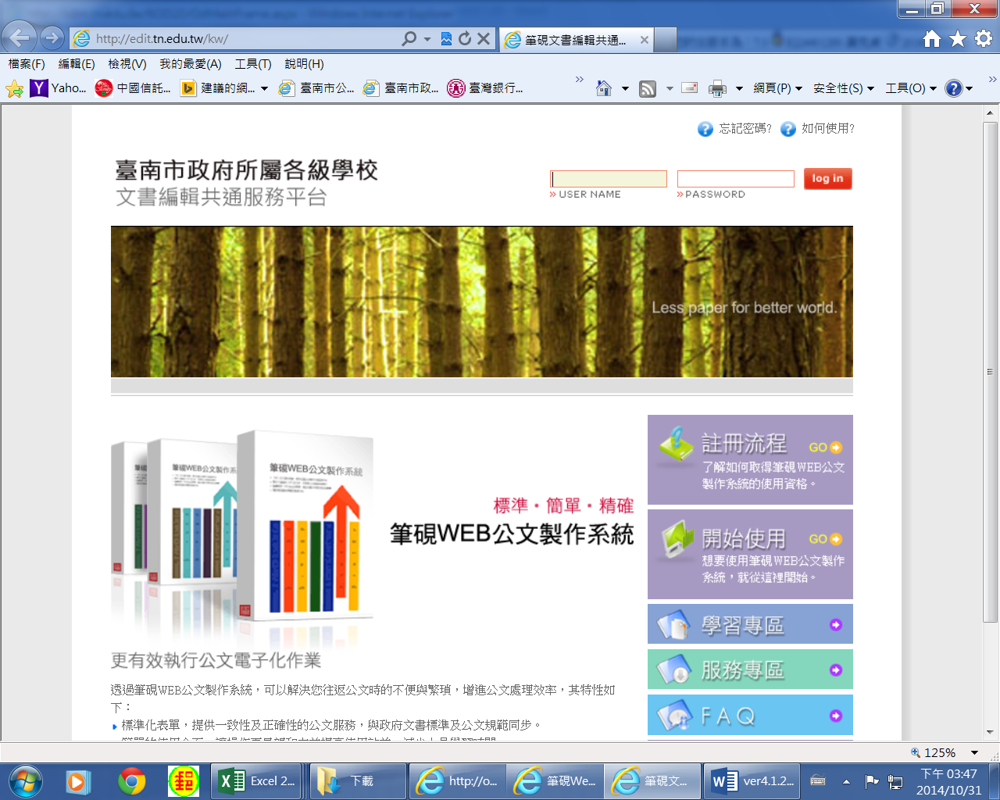 http://edit.tn.edu.tw/kw/
筆硯文書編輯共通...
檔案(F) 編輯(E) 檢視(V) 我的最愛(A) 工具(T) 說明(H)
Yaho... 中國信託... 建議的網... 臺南市公... 臺南市政... 臺灣銀行... 網頁(P) 安全性(S) 工具(O)
忘記密碼? 如何使用?
臺南市政府所屬各級學校
文書編輯共通服務平台
log in
USER NAME PASSWORD
Less paper for better world.
筆硯WEB公文製作系統
筆硯WEB公文製作系統
標準・簡單・精確
筆硯WEB公文製作系統
註冊流程 GO
了解如何取得筆硯WEB公文
製作系統的使用資格。
開始使用 GO
想要使用筆硯WEB公文製作
系統，就從這裡開始。
學習專區
服務專區
FAQ
更有效執行公文電子化作業
透過筆硯WEB公文製作系統，可以解決您往返公文時的不便與繁瑣，增進公文處理效率，其特性如
下：
標準化表單，提供一致性及正確性的公文服務，與政府文書標準及公文規範同步。
125%
Excel 2... 下載 http://o... 筆硯We... 筆硯文... ver4.1.2...
下午 03:47
2014/10/31